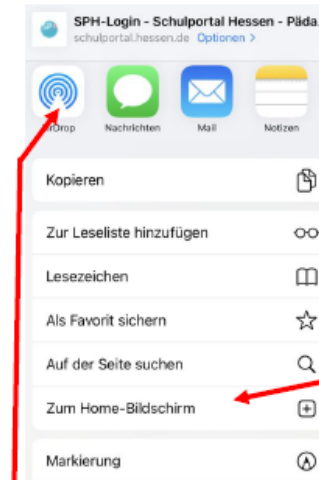 SPH-Login - Schulportal Hessen - Päda
schulportal.hessen.de Optionen >
Drop Nachrichten Mail Notizen
Kopieren
Zur Leseliste hinzufügen
Lesezeichen
Als Favorit sichern
Auf der Seite suchen
Zum Home-Bildschirm
Markierung